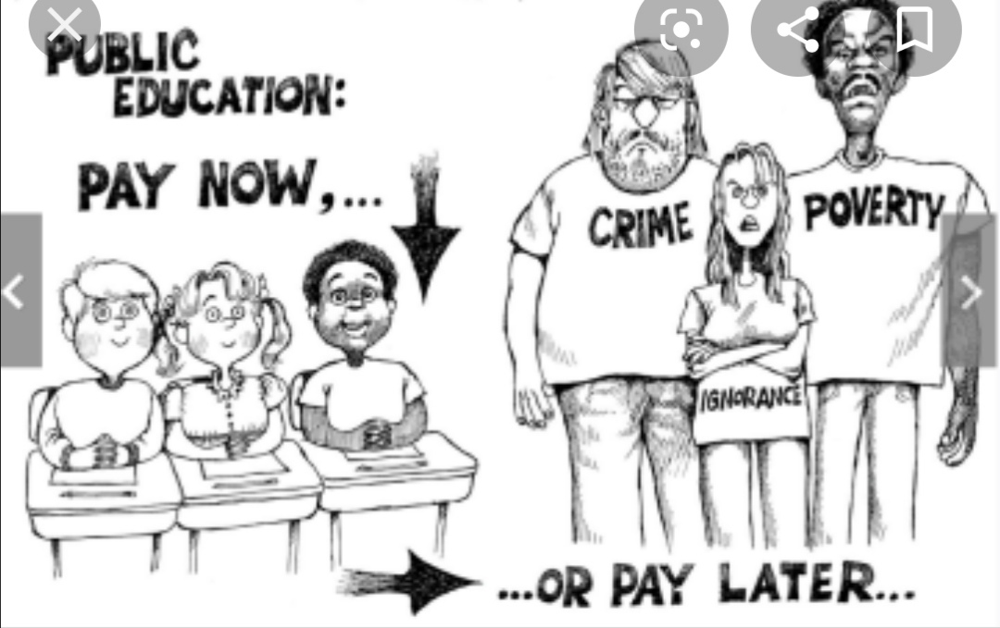 PUBLIC
EDUCATION:
PAY NOW,...
CRIME
IGNORANCE
POVERTY
...OR PAY LATER...